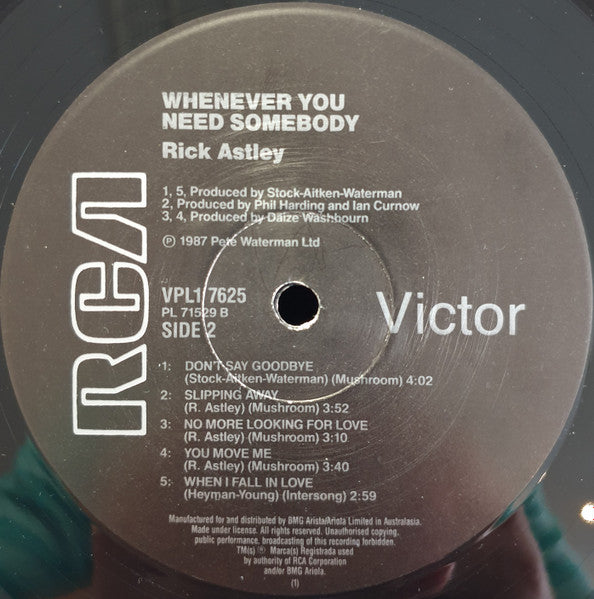 WHENEVER YOU
NEED SOMEBODY
Rick Astley
1, 5, Produced by Stock-Aitken-Waterman
2, Produced by Phil Harding and Ian Curnow
3, 4, Produced by Daize Washbourn
Ⓟ 1987 Pete Waterman Ltd
RCA
VPL1 7625
PL 71529 B
SIDE 2
Victor
1: DON'T SAY GOODBYE
(Stock-Aitken-Waterman) (Mushroom) 4:02
2: SLIPPING AWAY
(R. Astley) (Mushroom) 3:52
3: NO MORE LOOKING FOR LOVE
(R. Astley) (Mushroom) 3:10
4: YOU MOVE ME
(R. Astley) (Mushroom) 3:40
5: WHEN I FALL IN LOVE
(Heyman-Young) (Intersong) 2:59
Manufactured for and distributed by BMG Arista/Ariola Limited in Australasia.
Made under license. All rights reserved. Unauthorised copying,
public performance, broadcasting of this recording forbidden.
TM(s) ® Marca(s) Registrada used
by authority of RCA Corporation
and/or BMG Ariola.
(1)